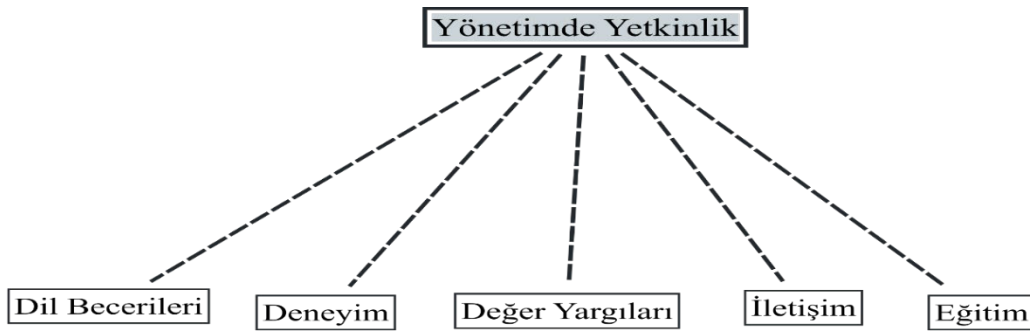 Yönetimde Yetkinlik
Dil Becerileri
Deneyim
Değer Yargıları
İletişim
Eğitim